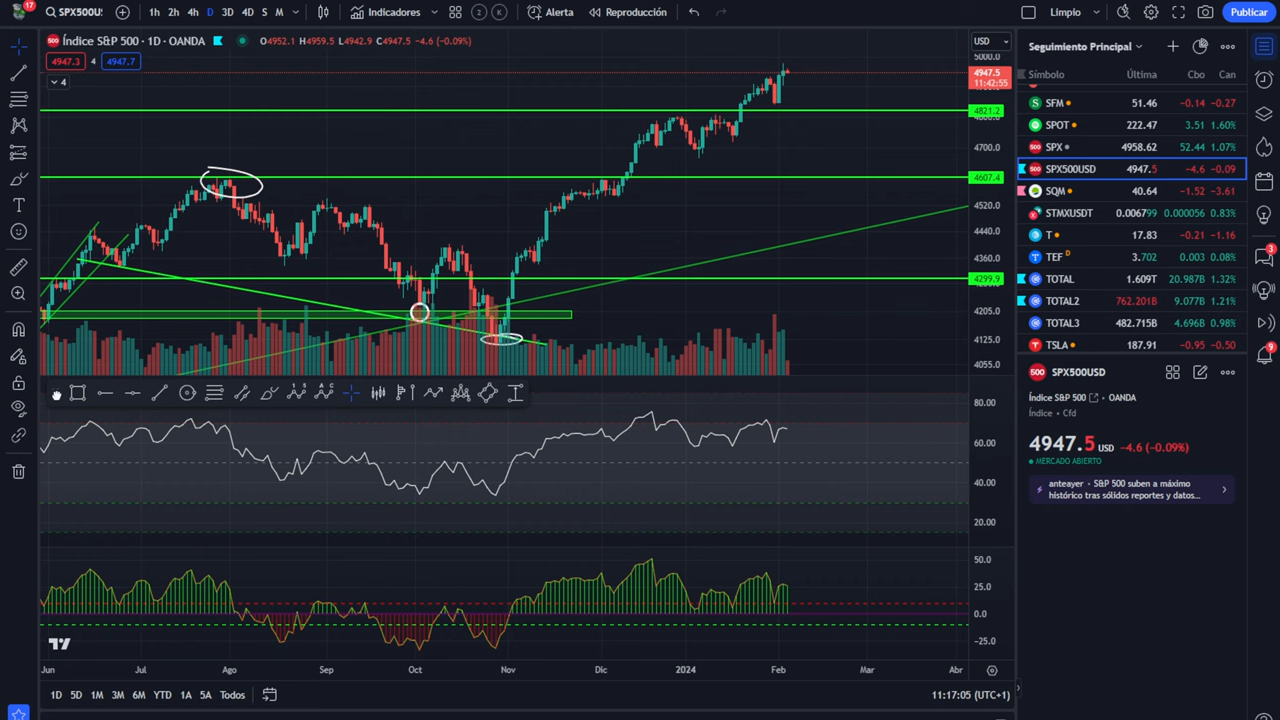 17 SPX500US 1h 2h 4h D 3D 4D S M Indicadores Alerta Reproducción Limpio Publicar
Índice S&P 500 · 1D · OANDA O4952.1 H4959.5 L4942.9 C4947.5 −4.6 (−0.09%)
4947.3 4 4947.7
4
USD
5000.0
4947.5
11:42:55
4821.2
4800.0
4700.0
4607.4
4520.0
4440.0
4360.0
4299.9
4205.0
4125.0
4055.0
80.00
60.00
40.00
20.00
50.0
25.0
0.0
−25.0
Jun Jul Ago Sep Oct Nov Dic 2024 Feb Mar Abr
1D 5D 1M 3M 6M YTD 1A 5A Todos 11:17:05 (UTC+1)
Seguimiento Principal
Símbolo Última Cbo Can
SFM 51.46 −0.14 −0.27
SPOT 222.47 3.51 1.60%
SPX 4958.62 52.44 1.07%
SPX500USD 4947.5 −4.6 −0.09
SQM 40.64 −1.52 −3.61
STMXUSDT 0.006799 0.000056 0.83%
T 17.83 −0.21 −1.16
TEF D 3.702 0.003 0.08%
TOTAL 1.609T 20.987B 1.32%
TOTAL2 762.201B 9.077B 1.21%
TOTAL3 482.715B 4.696B 0.98%
TSLA 187.91 −0.95 −0.50
SPX500USD
Índice S&P 500 · OANDA
Índice · Cfd
4947.5 USD −4.6 (−0.09%)
MERCADO ABIERTO
anteayer · S&P 500 suben a máximo
histórico tras sólidos reportes y datos...
3
9